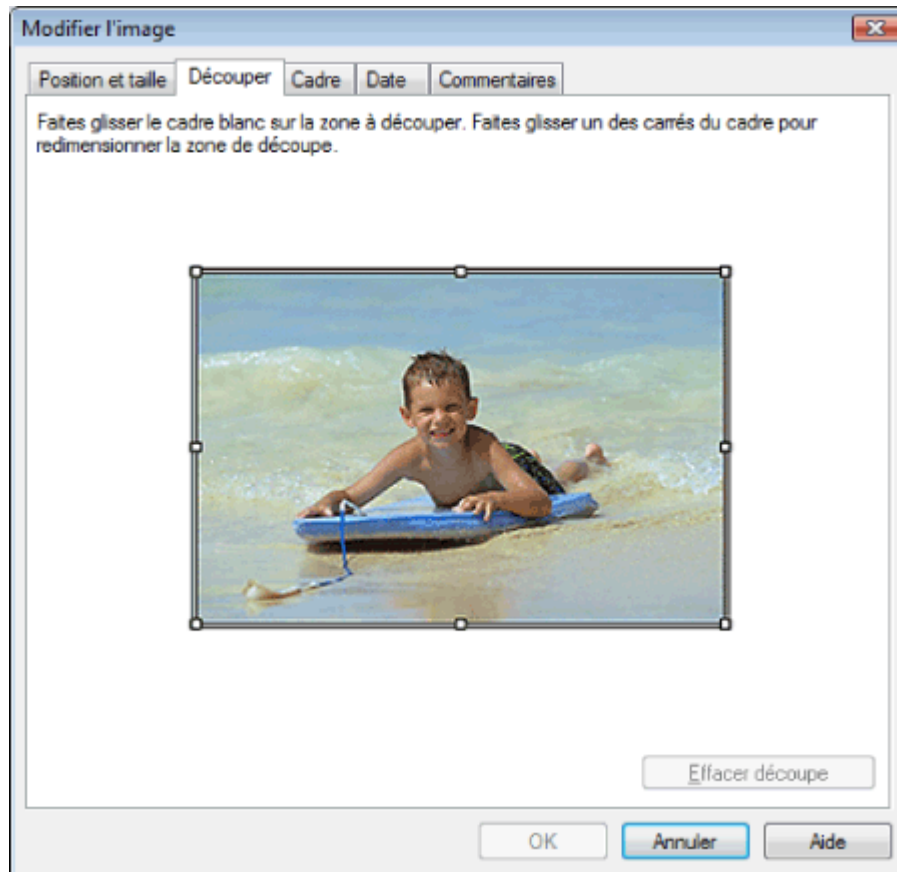 Modifier l'image
Position et taille
Découper
Cadre
Date
Commentaires
Faites glisser le cadre blanc sur la zone à découper. Faites glisser un des carrés du cadre pour
redimensionner la zone de découpe.
Effacer découpe
OK
Annuler
Aide